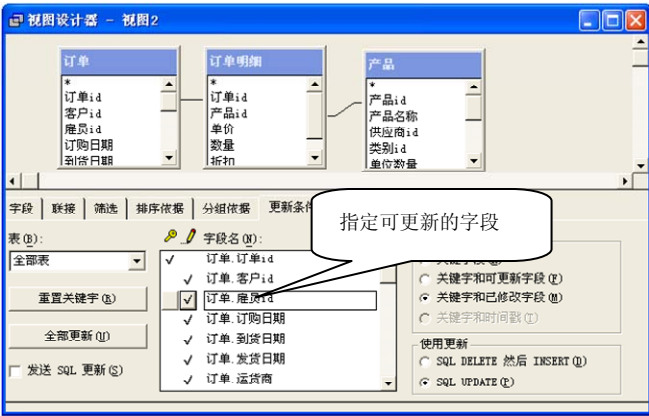 视图设计器 - 视图2
订单
*
订单id
客户id
雇员id
订购日期
到货日期
订单明细
*
订单id
产品id
单价
数量
折扣
产品
*
产品id
产品名称
供应商id
类别id
单位数量
字段 联接 筛选 排序依据 分组依据 更新条件
指定可更新的字段
表(B):
全部表
重置关键字(R)
全部更新(U)
发送 SQL 更新(S)
字段名(N):
订单.订单id
订单.客户id
订单.雇员id
订单.订购日期
订单.到货日期
订单.发货日期
订单.运货商
关键字和可更新字段(F)
关键字和已修改字段(M)
关键字和时间戳(T)
使用更新
SQL DELETE 然后 INSERT(D)
SQL UPDATE(P)